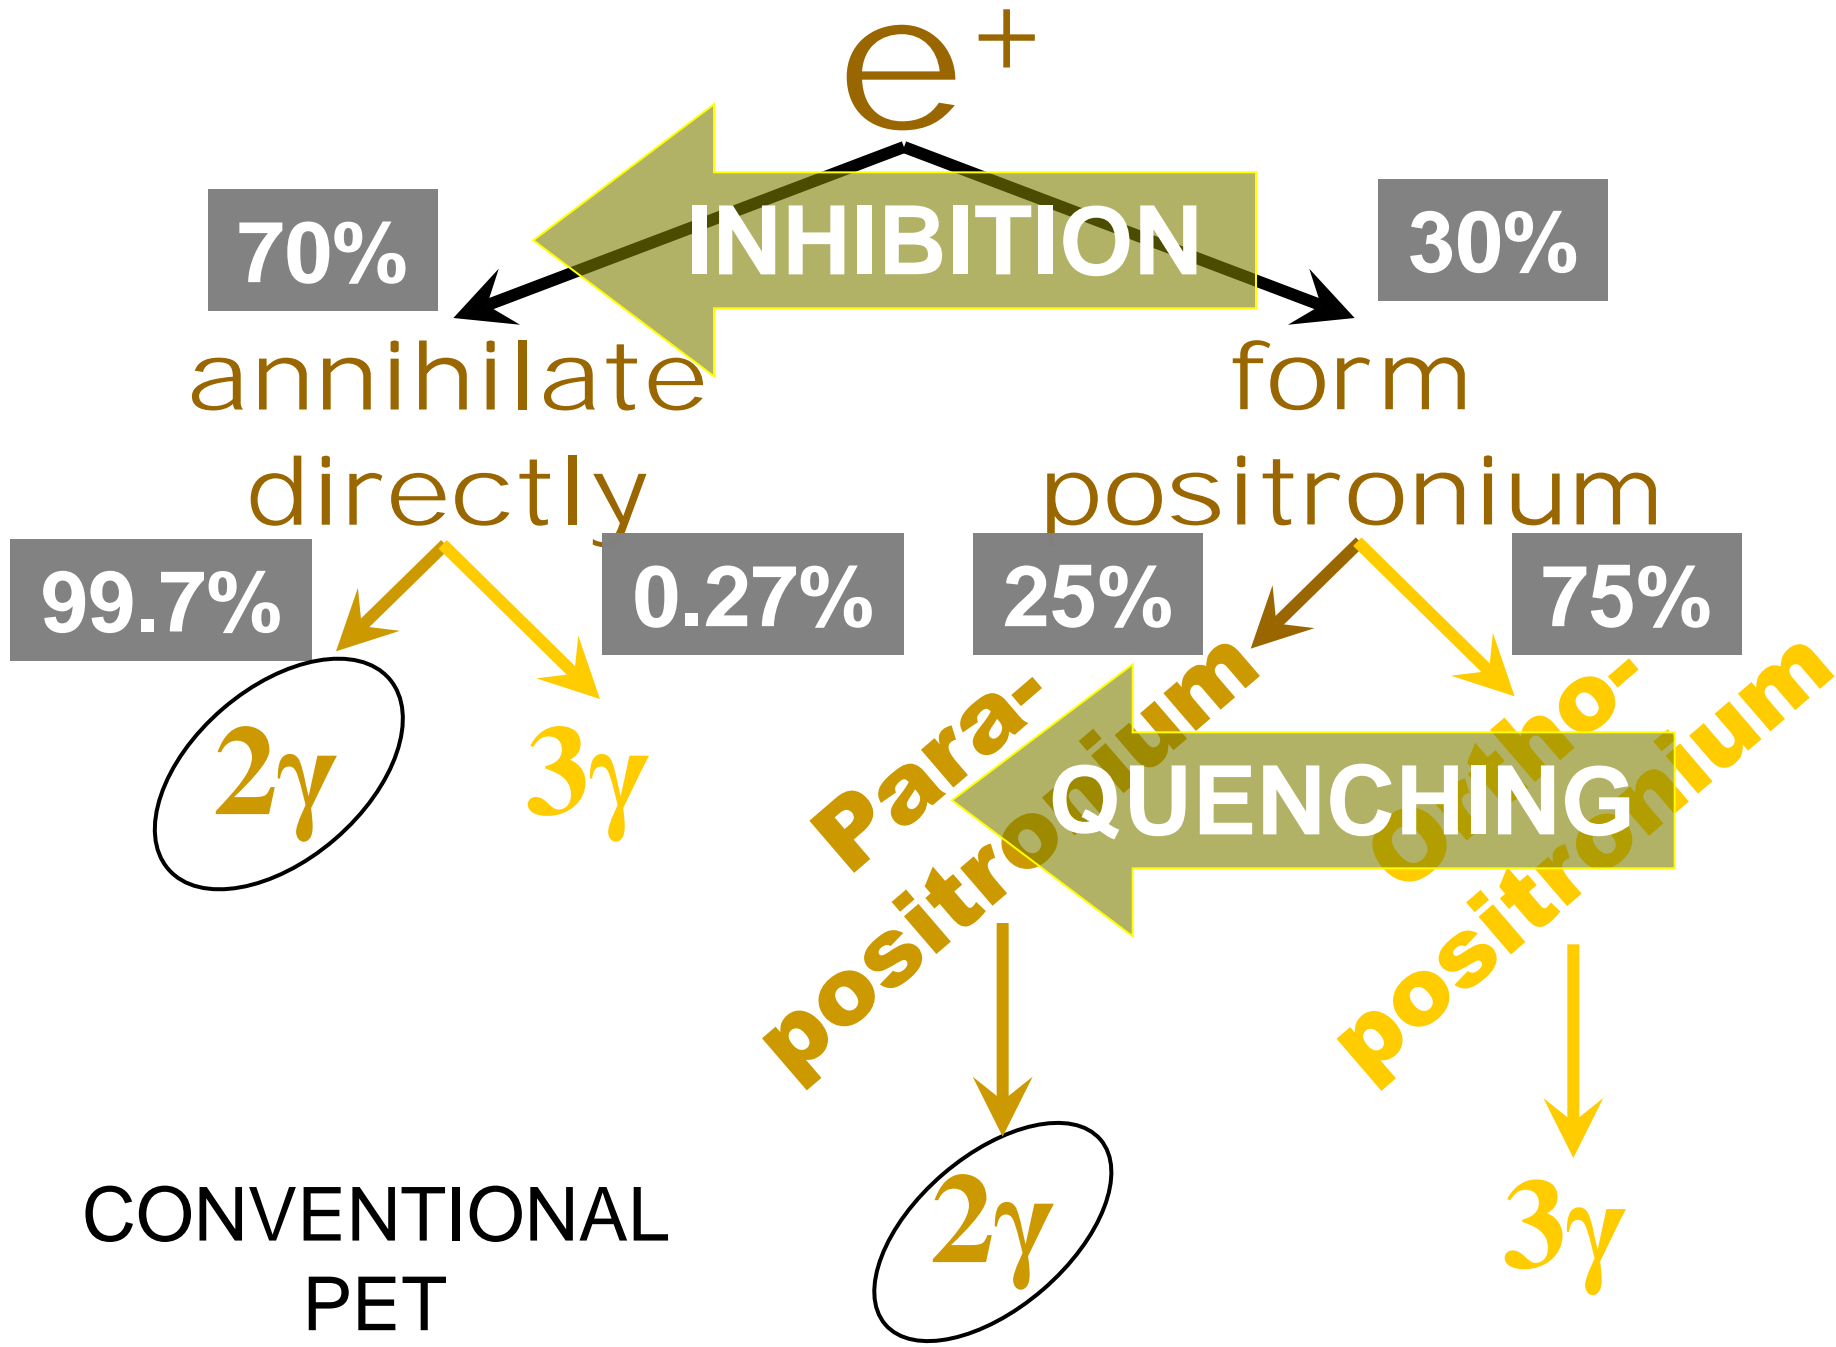 e+
70%
INHIBITION
30%
annihilate
directly
form
positronium
99.7%
0.27%
25%
75%
2γ
3γ
Para-
positronium
QUENCHING
Ortho-
positronium
2γ
3γ
CONVENTIONAL
PET